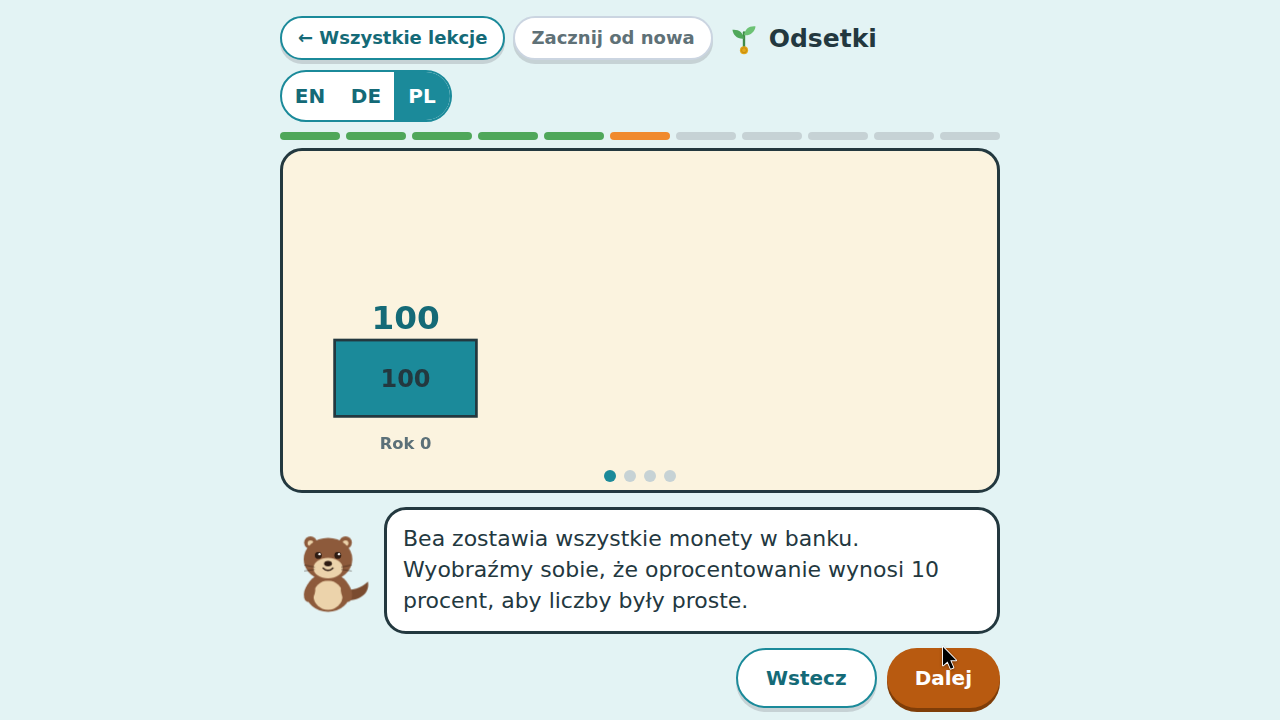 ← Wszystkie lekcje
Zacznij od nowa
Odsetki
EN DE PL
100
100
Rok 0
Bea zostawia wszystkie monety w banku.
Wyobraźmy sobie, że oprocentowanie wynosi 10
procent, aby liczby były proste.
Wstecz
Dalej